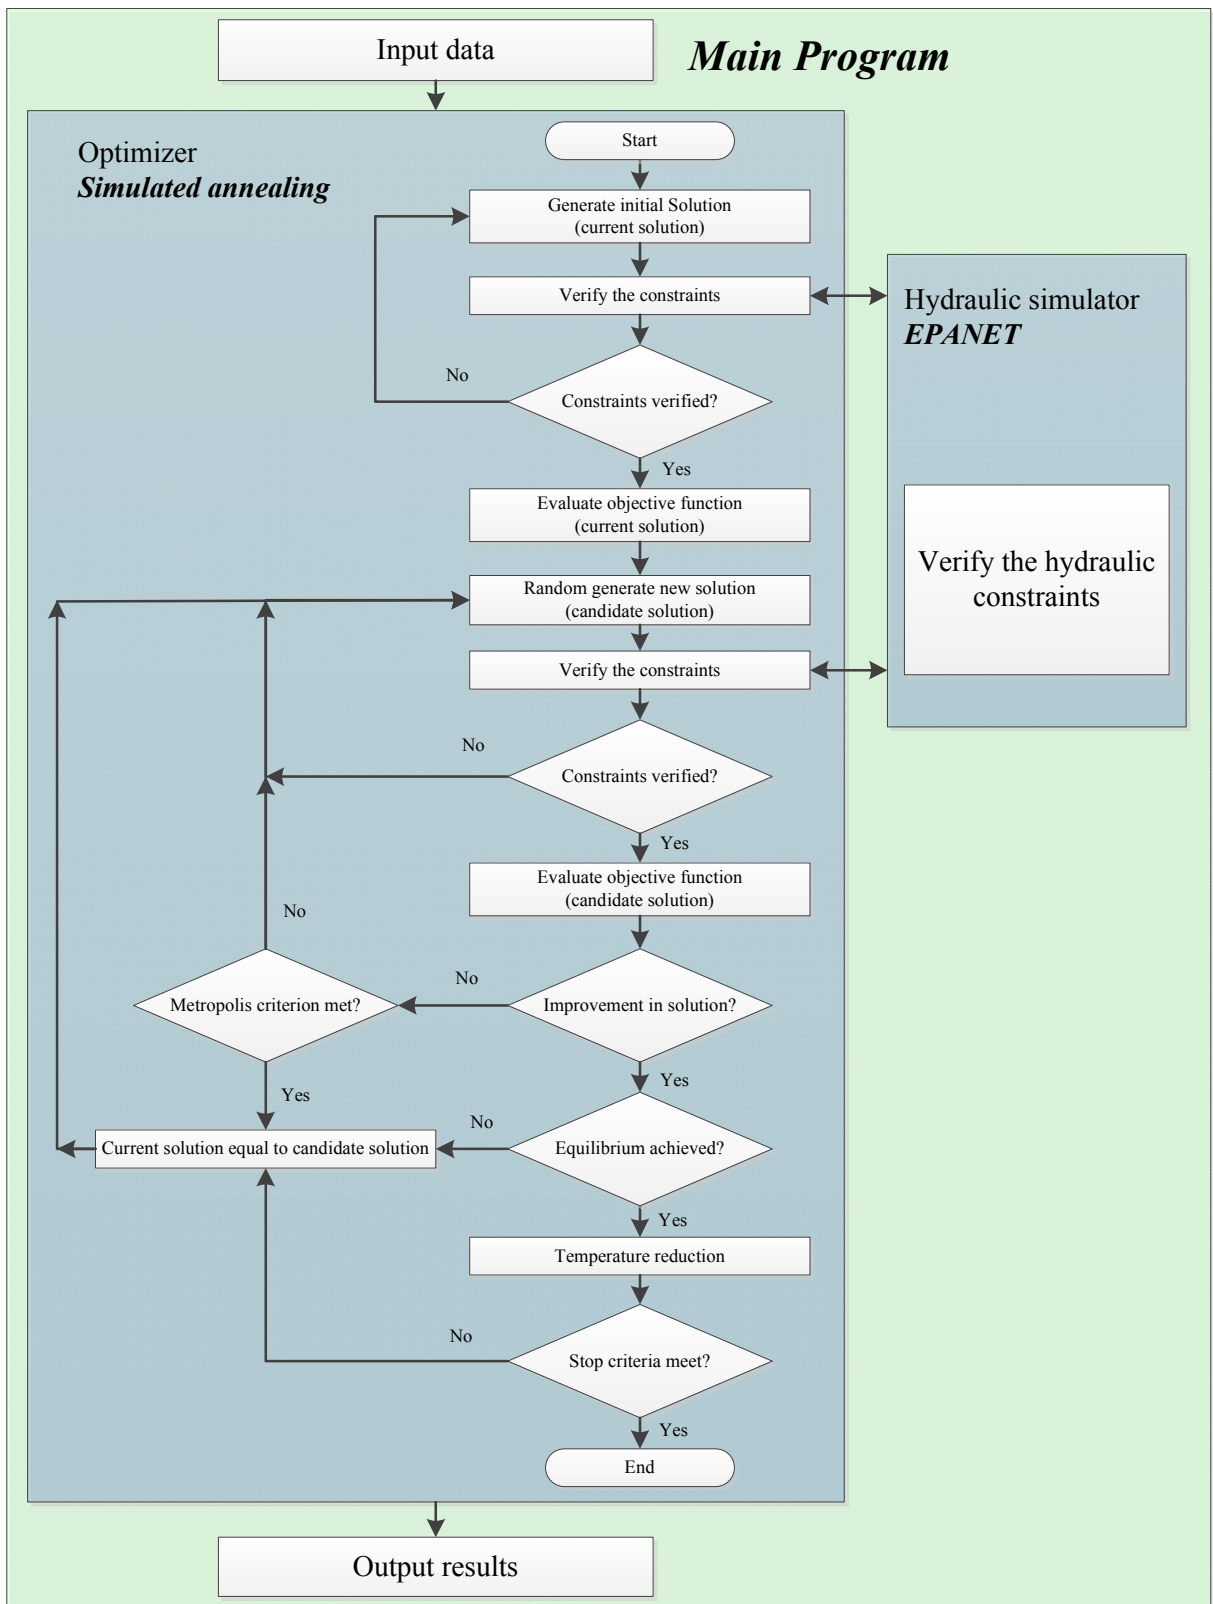 Input data
Main Program
Optimizer
Simulated annealing
Start
Generate initial Solution
(current solution)
Verify the constraints
Hydraulic simulator
EPANET
No
Constraints verified?
Yes
Evaluate objective function
(current solution)
Verify the hydraulic
constraints
Random generate new solution
(candidate solution)
Verify the constraints
No
Constraints verified?
Yes
Evaluate objective function
(candidate solution)
No
No
Metropolis criterion met?
Improvement in solution?
Yes
Yes
No
Current solution equal to candidate solution
Equilibrium achieved?
Yes
Temperature reduction
No
Stop criteria meet?
Yes
End
Output results